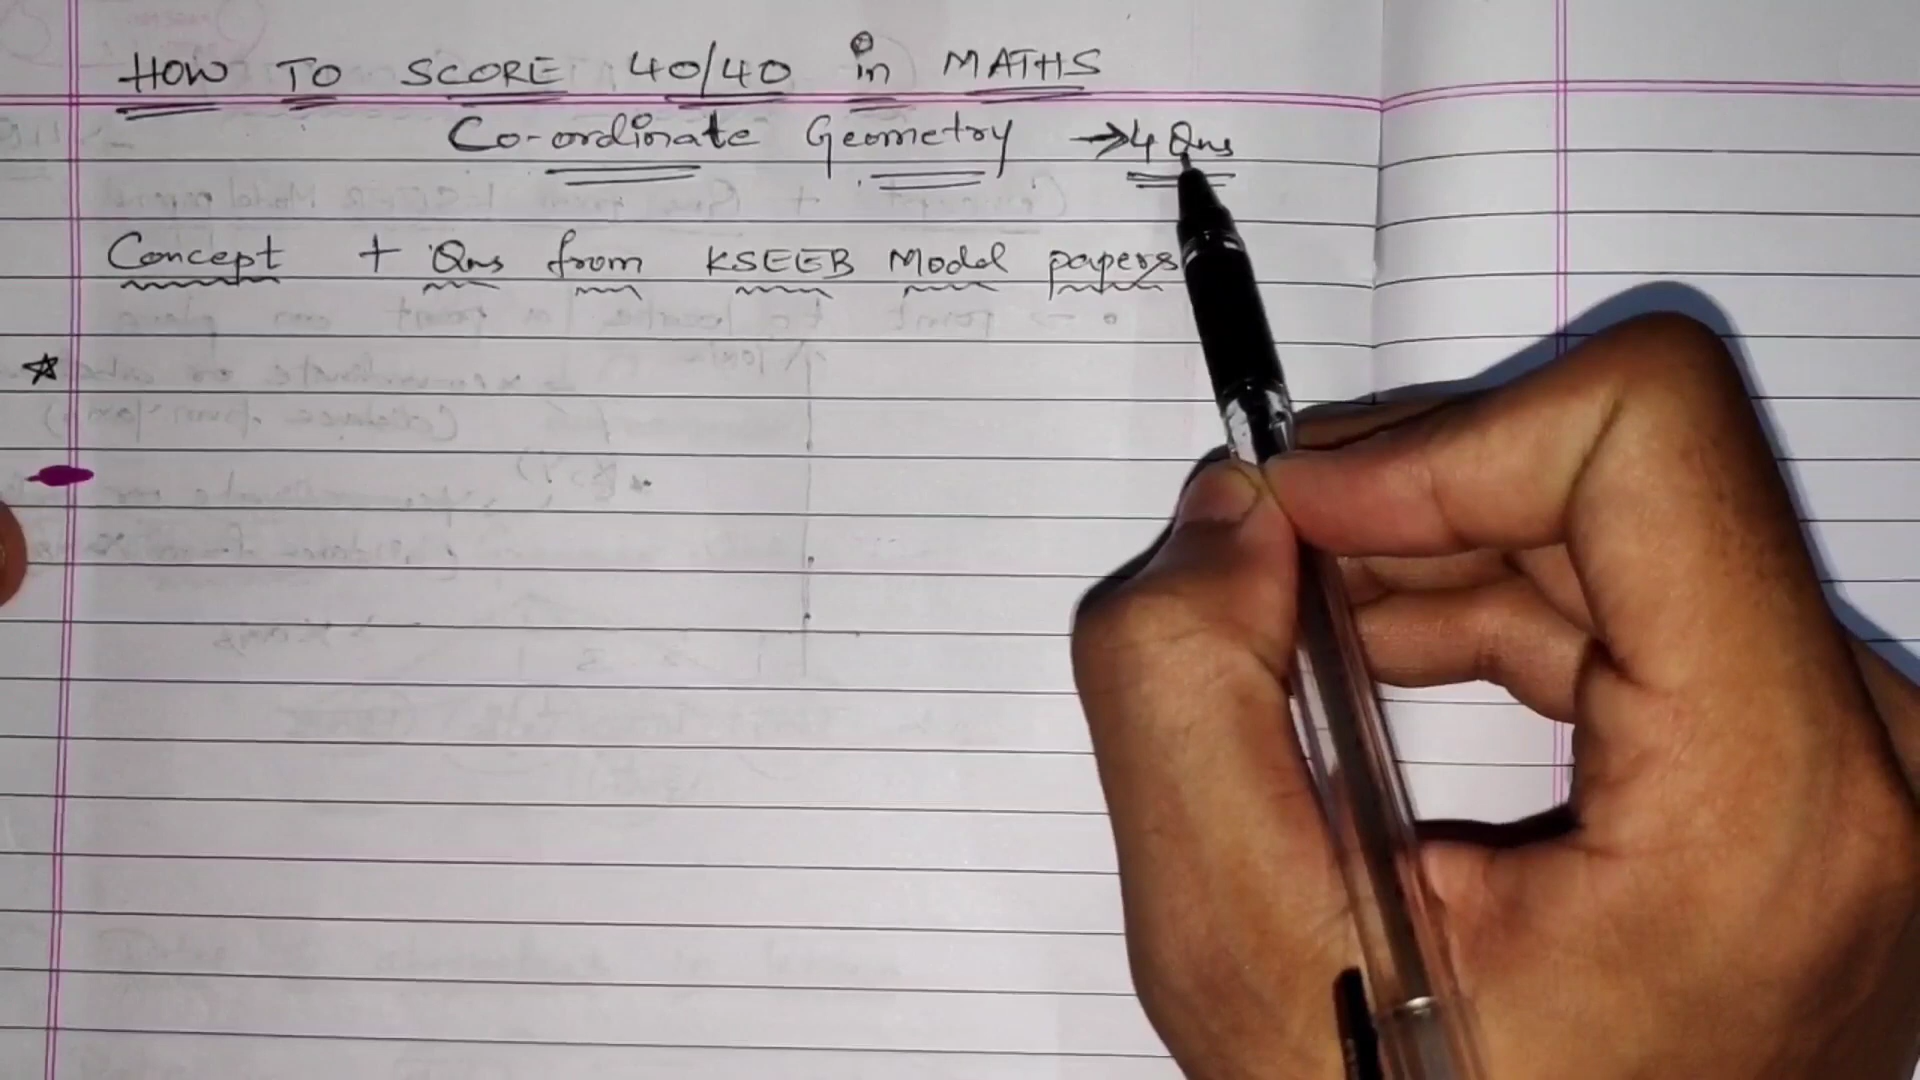 HOW TO SCORE 40/40 in MATHS
Co-ordinate Geometry → 4 Qns
Concept + Qns from KSEEB Model papers